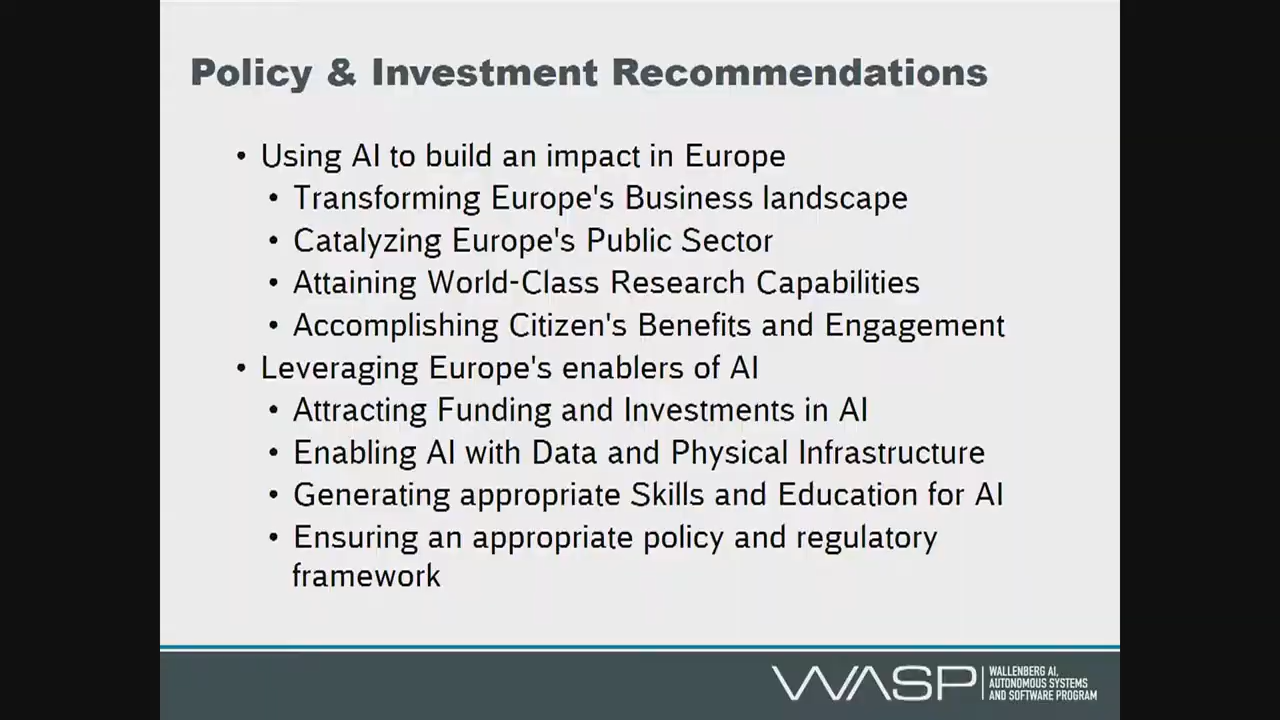 Policy & Investment Recommendations
• Using AI to build an impact in Europe
• Transforming Europe's Business landscape
• Catalyzing Europe's Public Sector
• Attaining World-Class Research Capabilities
• Accomplishing Citizen's Benefits and Engagement
• Leveraging Europe's enablers of AI
• Attracting Funding and Investments in AI
• Enabling AI with Data and Physical Infrastructure
• Generating appropriate Skills and Education for AI
• Ensuring an appropriate policy and regulatory
framework
WASP
WALLENBERG AI,
AUTONOMOUS SYSTEMS
AND SOFTWARE PROGRAM